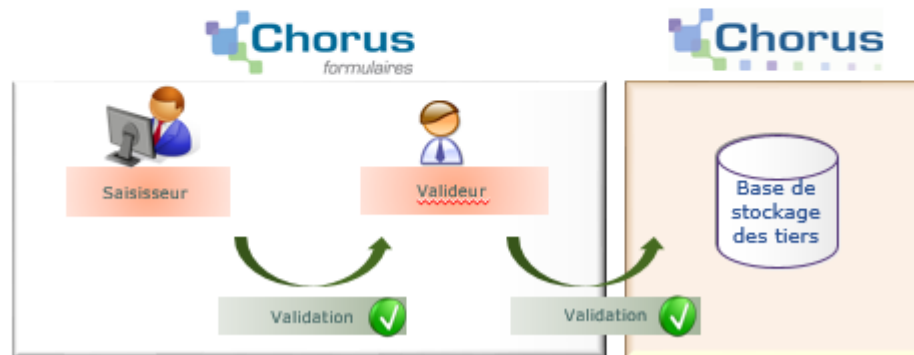 Chorus
formulaires
Chorus
Saisisseur
Valideur
Base de
stockage
des tiers
Validation
Validation